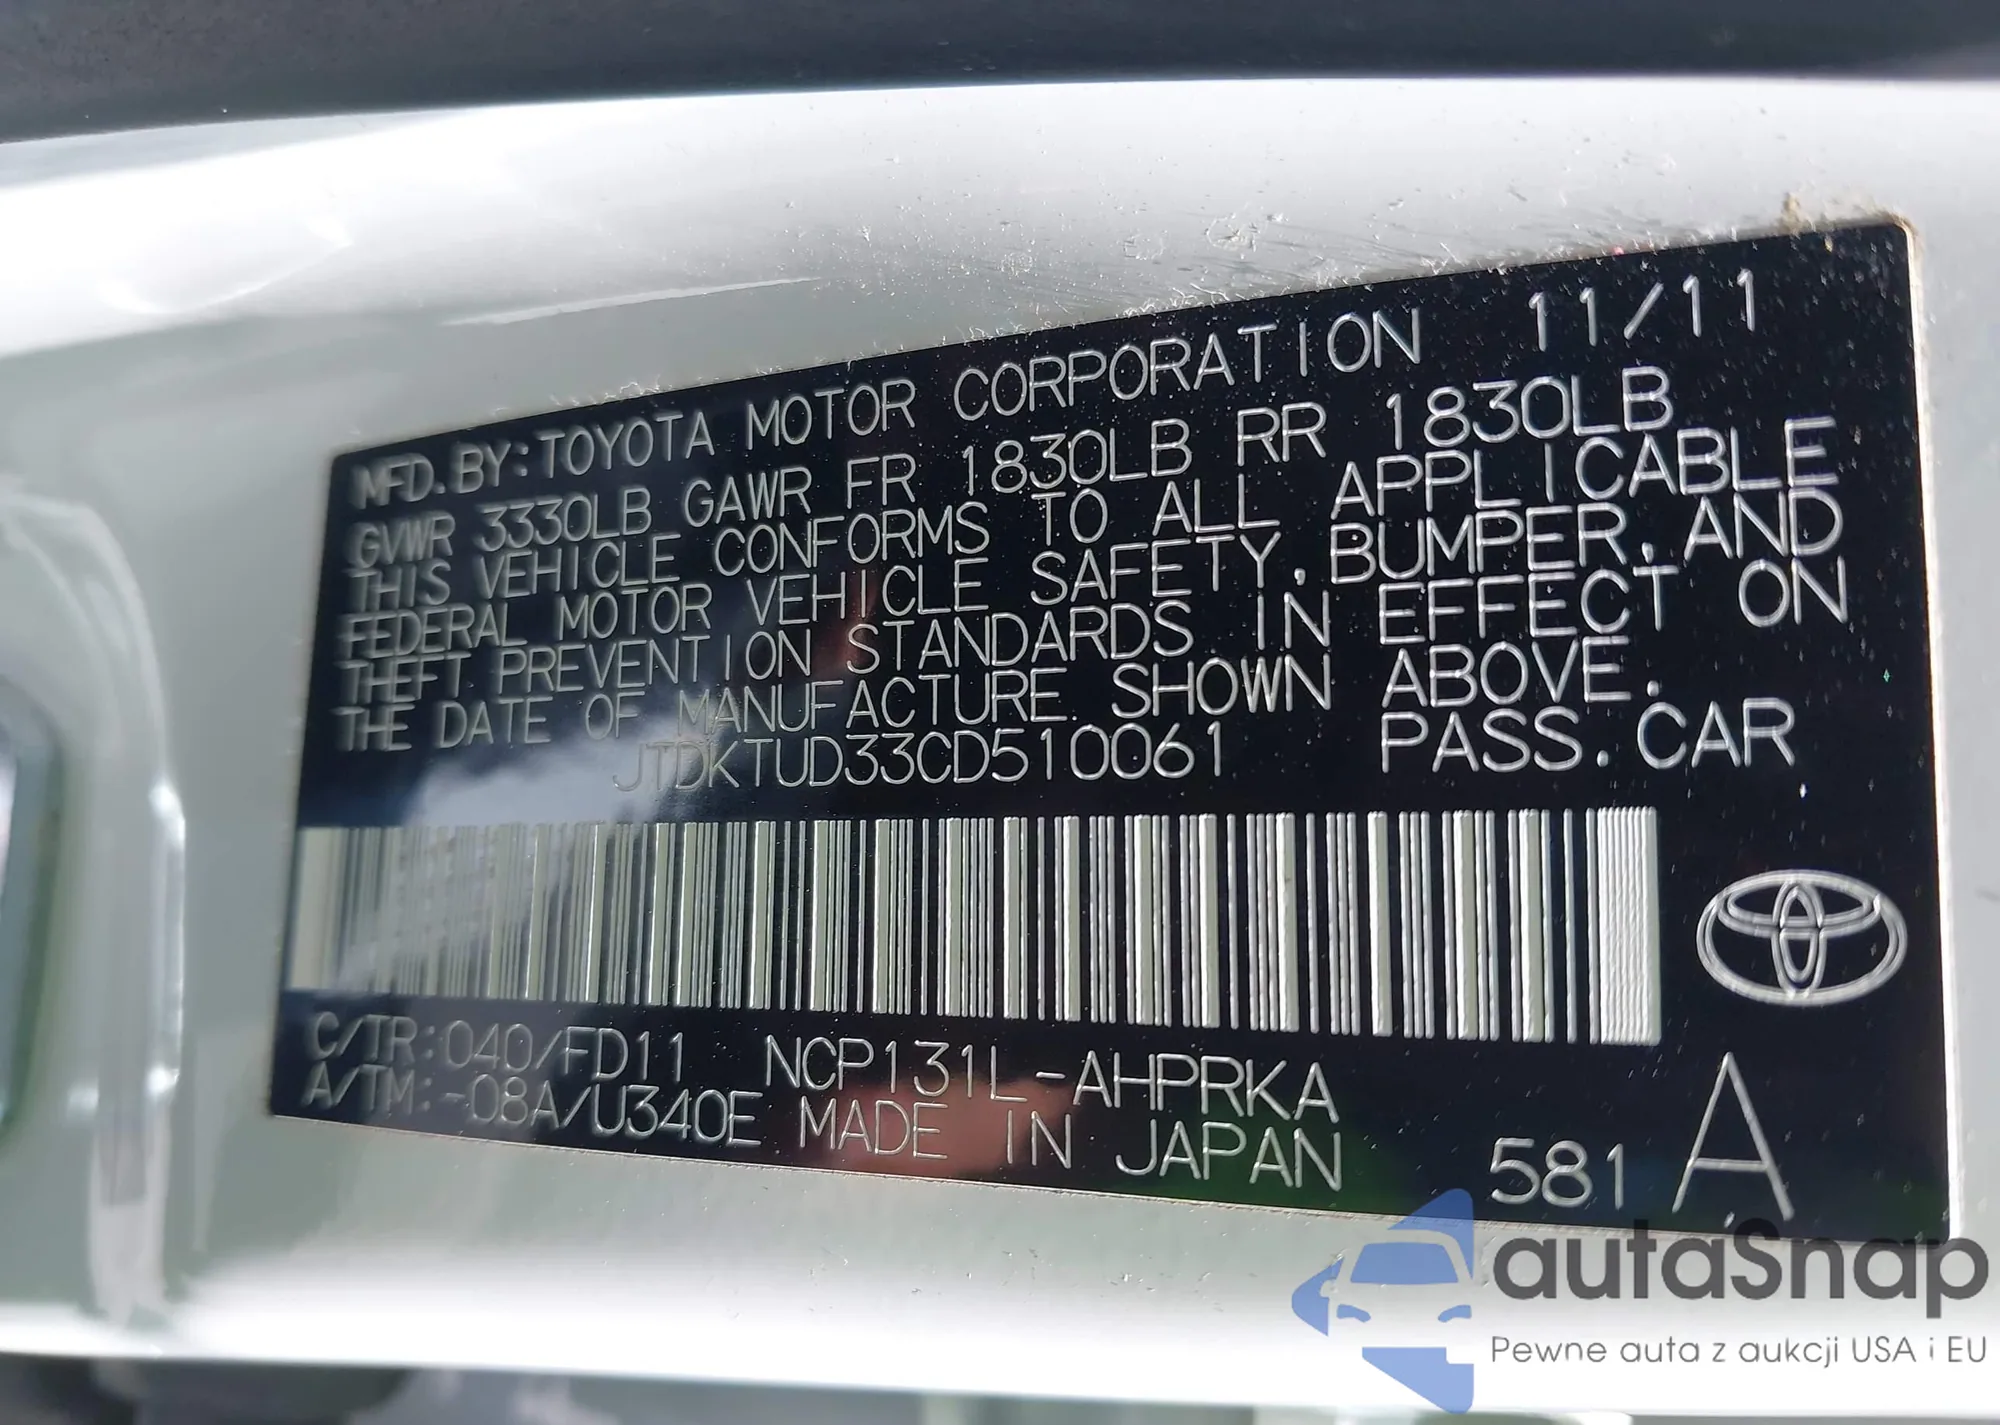 MFD. BY: TOYOTA MOTOR CORPORATION 11/11
GVWR 3330LB GAWR FR 1830LB RR 1830LB
THIS VEHICLE CONFORMS TO ALL APPLICABLE
FEDERAL MOTOR VEHICLE SAFETY, BUMPER, AND
THEFT PREVENTION STANDARDS IN EFFECT ON
THE DATE OF MANUFACTURE SHOWN ABOVE.
JTDKTUD33CD510061 PASS. CAR
C/TR: 040/FD11 NCP131L-AHPRKA
A/TM: -08A/U340E MADE IN JAPAN 581 A
autaSnap
Pewne auta z aukcji USA i EU